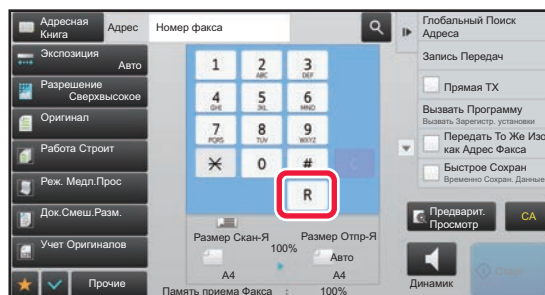 Адресная
Книга
Адрес
Номер факса
Экспозиция
Авто
Разрешение
Сверхвысокое
Оригинал
Работа Строит
Реж. Медл.Прос
Док.Смеш.Разм.
Учет Оригиналов
Прочие
1
2
ABC
3
DEF
4
GHI
5
JKL
6
MNO
7
PQRS
8
TUV
9
WXYZ
0
#
C
R
Размер Скан-Я
100%
Размер Отпр-Я
Авто
A4
A4
Память приема Факса : 100%
Глобальный Поиск
Адреса
Запись Передач
Прямая TX
Вызвать Программу
Вызвать Зарегистр. установки
Передать То Же Изо
как Адрес Факса
Быстрое Сохран
Временно Сохран. Данные
Предварит.
Просмотр
CA
Динамик
Старт